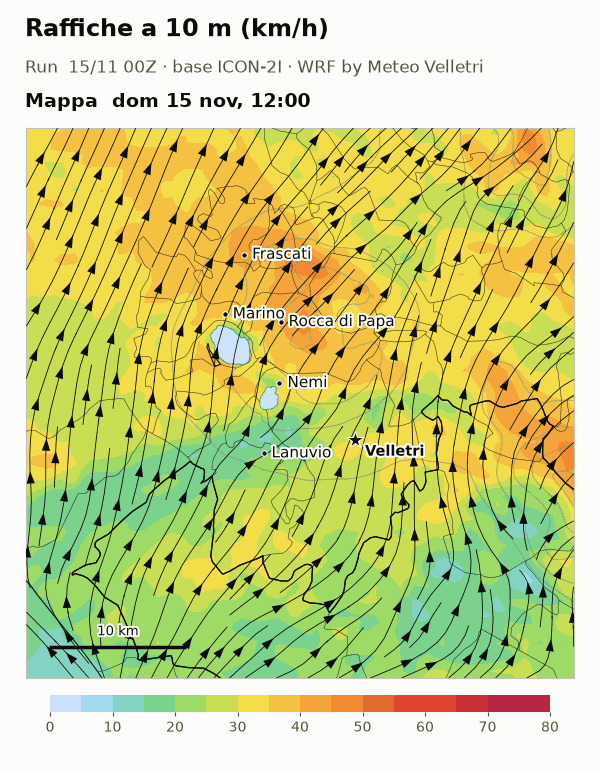 Raffiche a 10 m (km/h)
Run  15/11 00Z · base ICON-2I · WRF by Meteo Velletri
Mappa  dom 15 nov, 12:00
Frascati
Marino
Rocca di Papa
Nemi
Velletri
Lanuvio
10 km
0 10 20 30 40 50 60 70 80